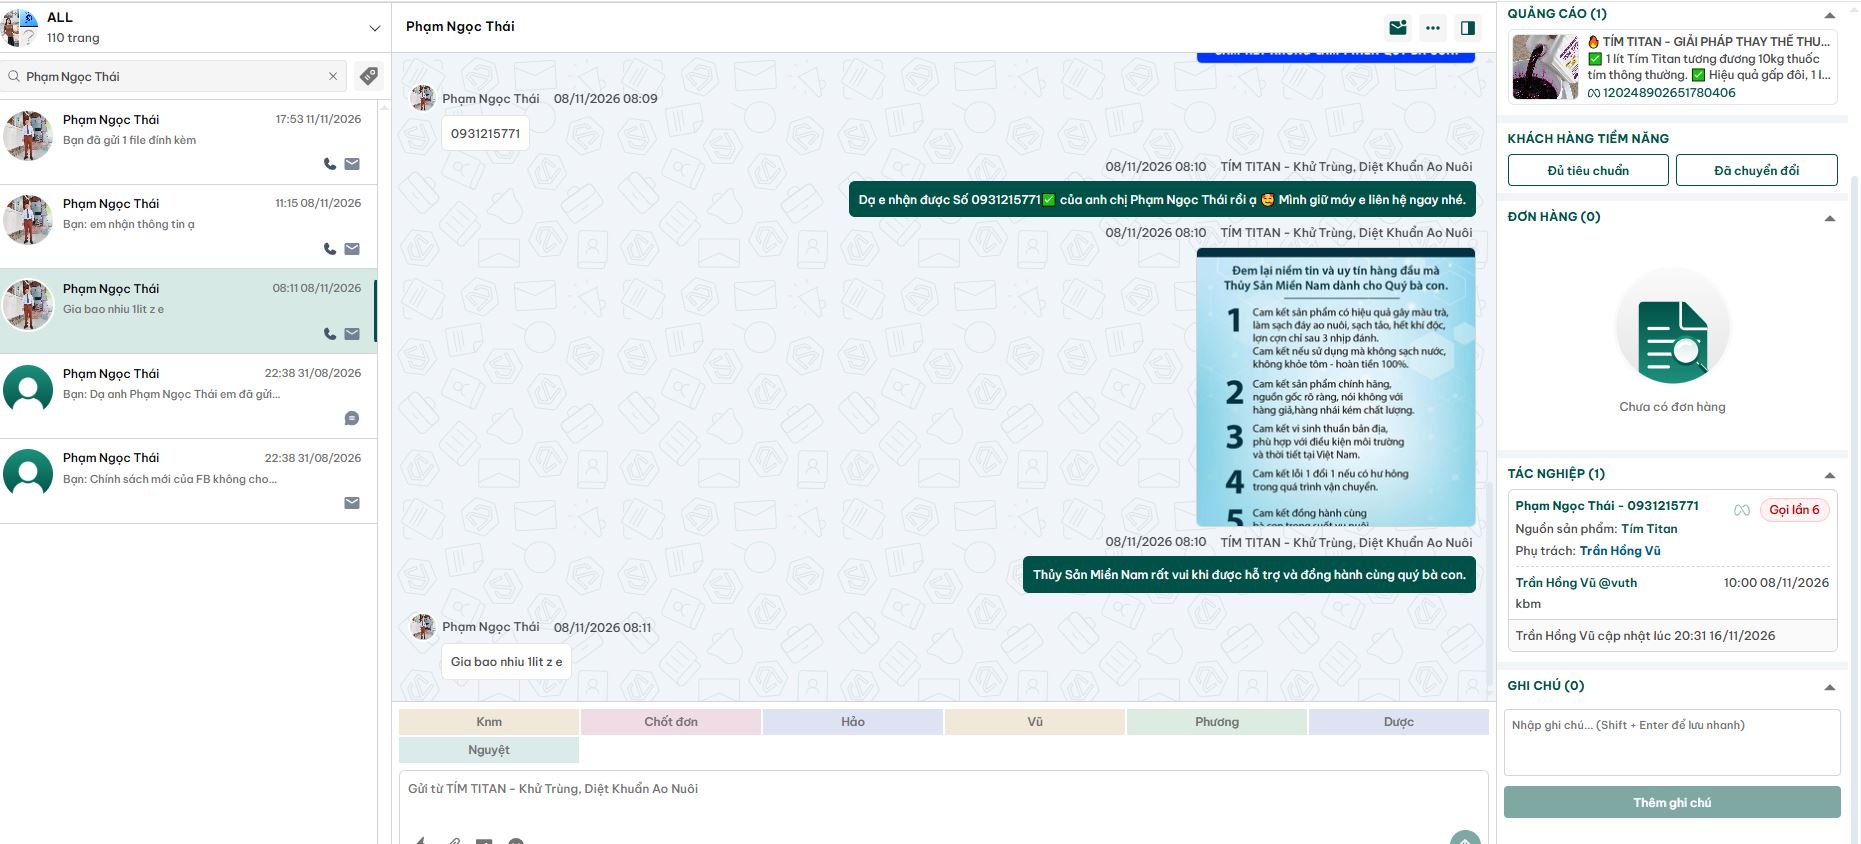 ALL
110 trang
Phạm Ngọc Thái
Phạm Ngọc Thái
17:53 11/11/2026
Bạn đã gửi 1 file đính kèm
Phạm Ngọc Thái
11:15 08/11/2026
Bạn: em nhận thông tin ạ
Phạm Ngọc Thái
08:11 08/11/2026
Gia bao nhiu 1lit z e
Phạm Ngọc Thái
22:38 31/08/2026
Bạn: Dạ anh Phạm Ngọc Thái em đã gửi...
Phạm Ngọc Thái
22:38 31/08/2026
Bạn: Chính sách mới của FB không cho...
Phạm Ngọc Thái
Phạm Ngọc Thái 08/11/2026 08:09
0931215771
08/11/2026 08:10 TÍM TITAN - Khử Trùng, Diệt Khuẩn Ao Nuôi
Dạ e nhận được Số 0931215771✅ của anh chị Phạm Ngọc Thái rồi ạ 🥰 Mình giữ máy e liên hệ ngay nhé.
08/11/2026 08:10 TÍM TITAN - Khử Trùng, Diệt Khuẩn Ao Nuôi
Đem lại niềm tin và uy tín hàng đầu mà
Thủy Sản Miền Nam dành cho Quý bà con.
1 Cam kết sản phẩm có hiệu quả gây màu trà,
làm sạch đáy ao nuôi, sạch tảo, hết khí độc,
lợn cợn chỉ sau 3 nhịp đánh.
Cam kết nếu sử dụng mà không sạch nước,
không khỏe tôm - hoàn tiền 100%.
2 Cam kết sản phẩm chính hãng,
nguồn gốc rõ ràng, nói không với
hàng giả,hàng nhái kém chất lượng.
3 Cam kết vi sinh thuần bản địa,
phù hợp với điều kiện môi trường
và thời tiết tại Việt Nam.
4 Cam kết lỗi 1 đổi 1 nếu có hư hỏng
trong quá trình vận chuyển.
5 Cam kết đồng hành cùng
08/11/2026 08:10 TÍM TITAN - Khử Trùng, Diệt Khuẩn Ao Nuôi
Thủy Sản Miền Nam rất vui khi được hỗ trợ và đồng hành cùng quý bà con.
Phạm Ngọc Thái 08/11/2026 08:11
Gia bao nhiu 1lit z e
Knm
Chốt đơn
Hảo
Vũ
Phương
Dược
Nguyệt
Gửi từ TÍM TITAN - Khử Trùng, Diệt Khuẩn Ao Nuôi
QUẢNG CÁO (1)
🔥 TÍM TITAN - GIẢI PHÁP THAY THẾ THU...
✅ 1 lít Tím Titan tương đương 10kg thuốc
tím thông thường. ✅ Hiệu quả gấp đôi, 1 l...
120248902651780406
KHÁCH HÀNG TIỀM NĂNG
Đủ tiêu chuẩn
Đã chuyển đổi
ĐƠN HÀNG (0)
Chưa có đơn hàng
TÁC NGHIỆP (1)
Phạm Ngọc Thái - 0931215771
Gọi lần 6
Nguồn sản phẩm: Tím Titan
Phụ trách: Trần Hồng Vũ
Trần Hồng Vũ @vuth
10:00 08/11/2026
kbm
Trần Hồng Vũ cập nhật lúc 20:31 16/11/2026
GHI CHÚ (0)
Nhập ghi chú... (Shift + Enter để lưu nhanh)
Thêm ghi chú